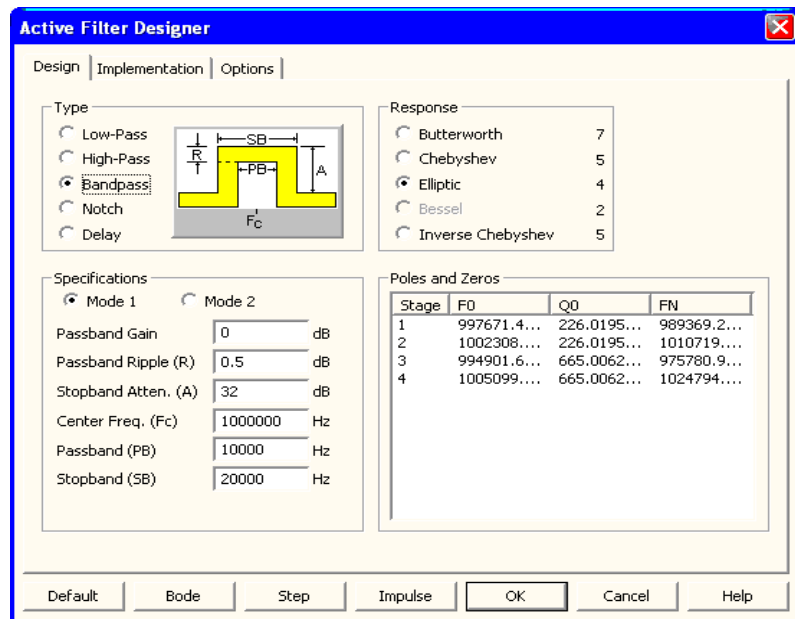 Active Filter Designer
Design Implementation Options
Type
Low-Pass
High-Pass
Bandpass
Notch
Delay
R
SB
PB
A
FC
Response
Butterworth 7
Chebyshev 5
Elliptic 4
Bessel 2
Inverse Chebyshev 5
Specifications
Mode 1 Mode 2
Passband Gain 0 dB
Passband Ripple (R) 0.5 dB
Stopband Atten. (A) 32 dB
Center Freq. (Fc) 1000000 Hz
Passband (PB) 10000 Hz
Stopband (SB) 20000 Hz
Poles and Zeros
Stage F0 Q0 FN
1 997671.4... 226.0195... 989369.2...
2 1002308.... 226.0195... 1010719....
3 994901.6... 665.0062... 975780.9...
4 1005099.... 665.0062... 1024794....
Default Bode Step Impulse OK Cancel Help